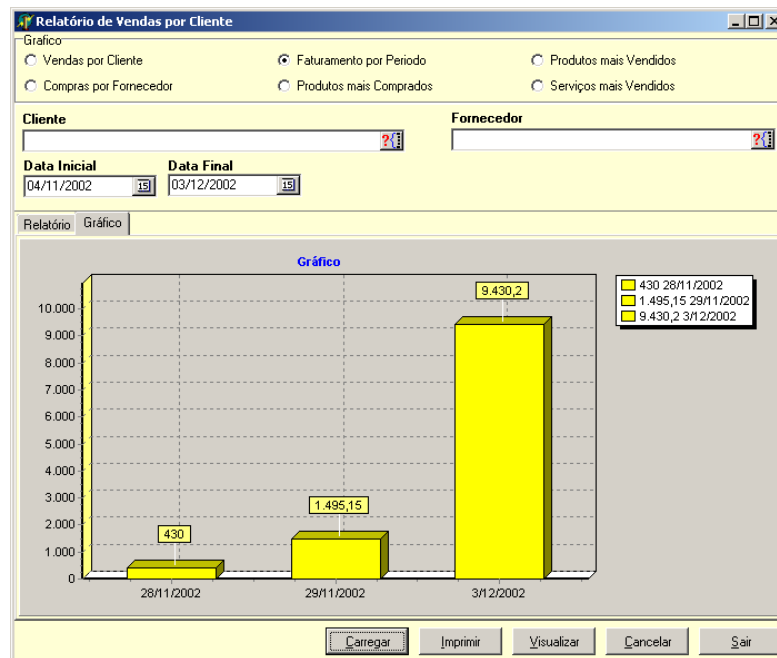 Relatório de Vendas por Cliente
Grafico
Vendas por Cliente
Faturamento por Periodo
Produtos mais Vendidos
Compras por Fornecedor
Produtos mais Comprados
Serviços mais Vendidos
Cliente
Fornecedor
Data Inicial
Data Final
04/11/2002
15
03/12/2002
15
Relatório
Gráfico
Gráfico
430 28/11/2002
1.495,15 29/11/2002
9.430,2 3/12/2002
10.000
9.000
8.000
7.000
6.000
5.000
4.000
3.000
2.000
1.000
0
9.430,2
1.495,15
430
28/11/2002
29/11/2002
3/12/2002
Carregar
Imprimir
Visualizar
Cancelar
Sair